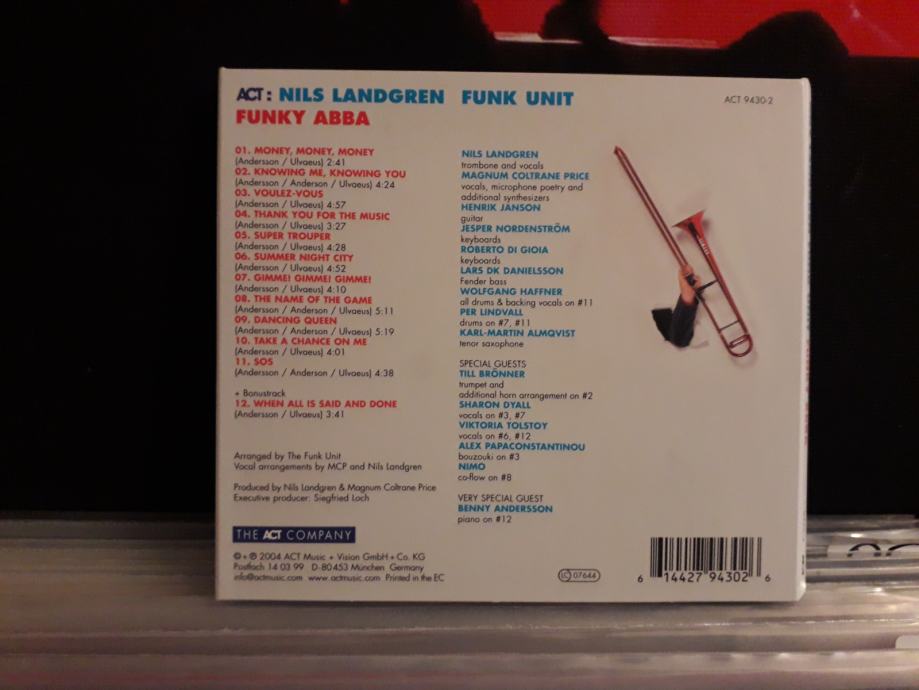 ACT: NILS LANDGREN FUNK UNIT
FUNKY ABBA
ACT 9430-2
01. MONEY, MONEY, MONEY
(Andersson / Ulvaeus) 2:41
02. KNOWING ME, KNOWING YOU
(Andersson / Anderson / Ulvaeus) 4:24
03. VOULEZ-VOUS
(Andersson / Ulvaeus) 4:57
04. THANK YOU FOR THE MUSIC
(Andersson / Ulvaeus) 3:27
05. SUPER TROUPER
(Andersson / Ulvaeus) 4:28
06. SUMMER NIGHT CITY
(Andersson / Ulvaeus) 4:52
07. GIMME! GIMME! GIMME!
(Andersson / Ulvaeus) 4:10
08. THE NAME OF THE GAME
(Andersson / Anderson / Ulvaeus) 5:11
09. DANCING QUEEN
(Andersson / Anderson / Ulvaeus) 5:19
10. TAKE A CHANCE ON ME
(Andersson / Ulvaeus) 4:01
11. SOS
(Andersson / Anderson / Ulvaeus) 4:38
+ Bonustrack
12. WHEN ALL IS SAID AND DONE
(Andersson / Ulvaeus) 3:41
Arranged by The Funk Unit
Vocal arrangements by MCP and Nils Landgren
Produced by Nils Landgren & Magnum Coltrane Price
Executive producer: Siegfried Loch
THE ACT COMPANY
© + ℗ 2004 ACT Music + Vision GmbH + Co. KG
Postfach 14 03 99 D-80453 München Germany
info@actmusic.com www.actmusic.com Printed in the EC
NILS LANDGREN
trombone and vocals
MAGNUM COLTRANE PRICE
vocals, microphone poetry and
additional synthesizers
HENRIK JANSON
guitar
JESPER NORDENSTRÖM
keyboards
ROBERTO DI GIOIA
keyboards
LARS DK DANIELSSON
Fender bass
WOLFGANG HAFFNER
all drums & backing vocals on #11
PER LINDVALL
drums on #7, #11
KARL-MARTIN ALMQVIST
tenor saxophone
SPECIAL GUESTS
TILL BRÖNNER
trumpet and
additional horn arrangement on #2
SHARON DYALL
vocals on #3, #7
VIKTORIA TOLSTOY
vocals on #6, #12
ALEX PAPACONSTANTINOU
bouzouki on #3
NIMO
co-flow on #8
VERY SPECIAL GUEST
BENNY ANDERSSON
piano on #12
LC 07644
6 14427 94302 6